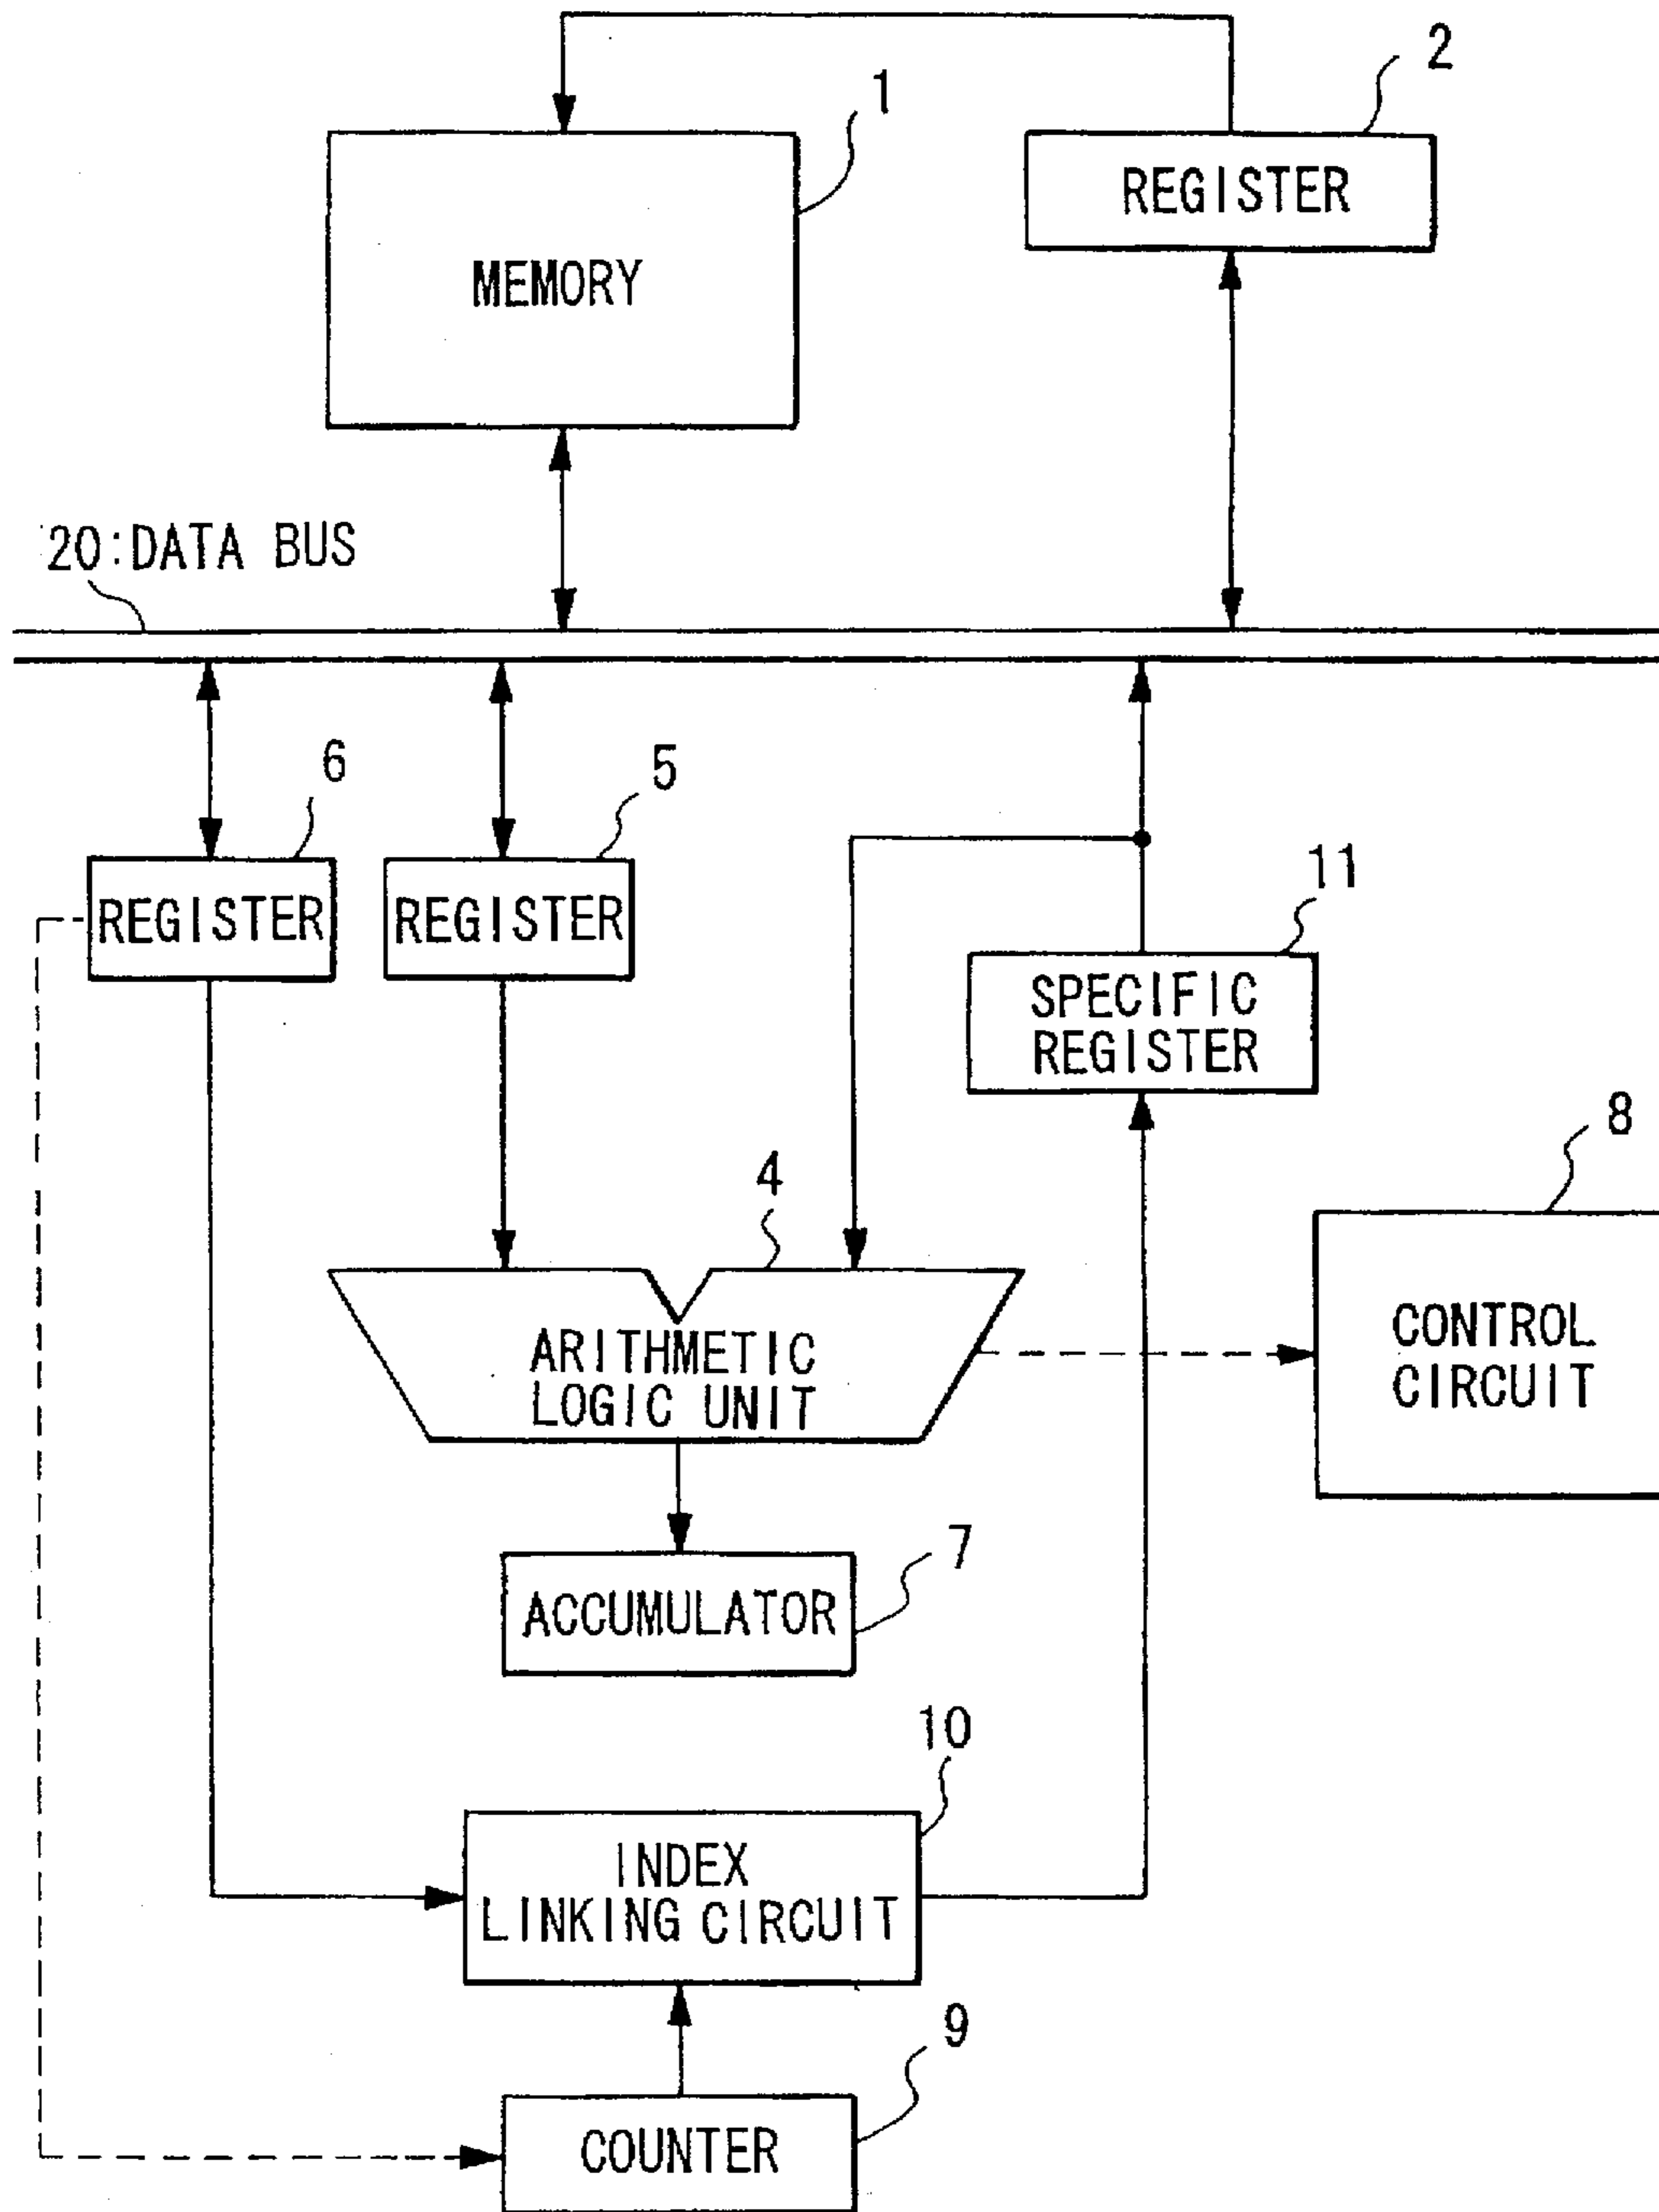 2
1
REGISTER
MEMORY
20:DATA BUS
6
5
REGISTER
REGISTER
11
SPECIFIC
REGISTER
8
4
CONTROL
CIRCUIT
ARITHMETIC
LOGIC UNIT
7
ACCUMULATOR
10
INDEX
LINKING CIRCUIT
9
COUNTER